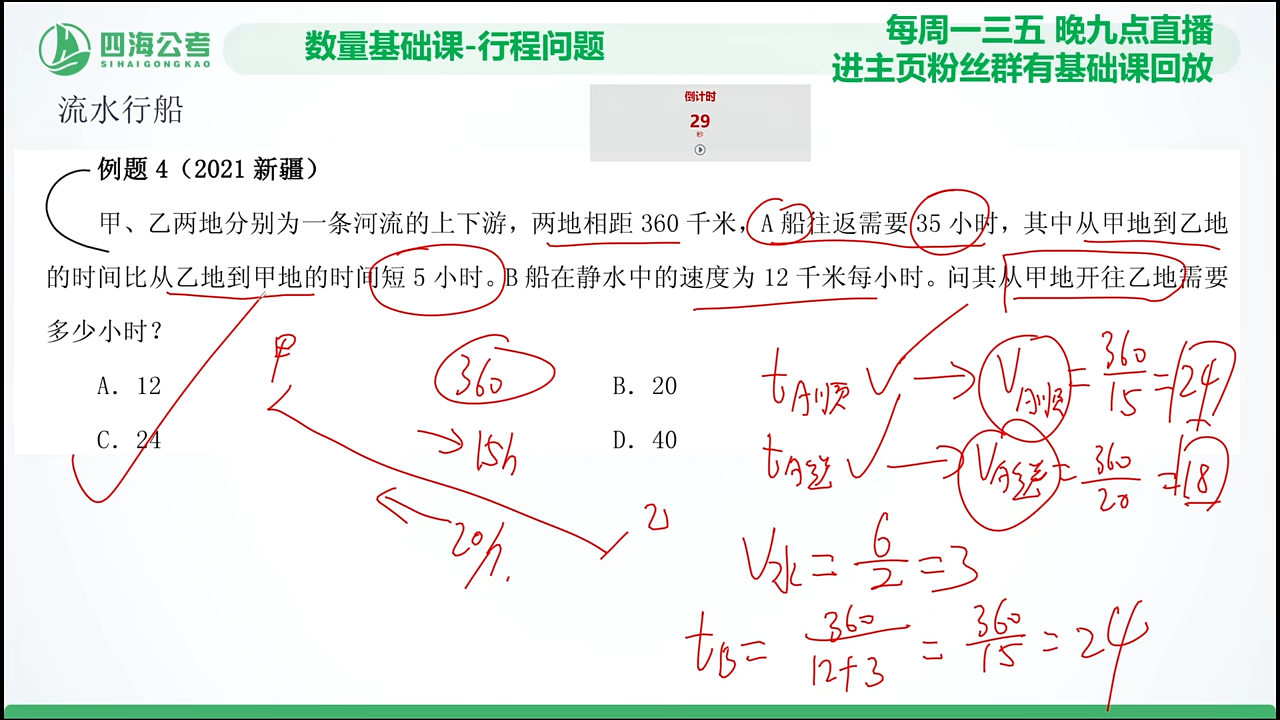 四海公考
SIHAIGONGKAO
数量基础课-行程问题
每周一三五 晚九点直播
进主页粉丝群有基础课回放
流水行船
倒计时
29
秒
例题 4（2021 新疆）
甲、乙两地分别为一条河流的上下游，两地相距 360 千米，A 船往返需要 35 小时，其中从甲地到乙地
的时间比从乙地到甲地的时间短 5 小时。B 船在静水中的速度为 12 千米每小时。问其从甲地开往乙地需要
多少小时？
A．12
B．20
C．24
D．40
甲
360
→15h
←20h.
乙
t_A顺 → V_A顺 = 360/15 = 24
t_A逆 → V_A逆 = 360/20 = 18
V水 = 6/2 = 3
t_B = 360/12+3 = 360/15 = 24